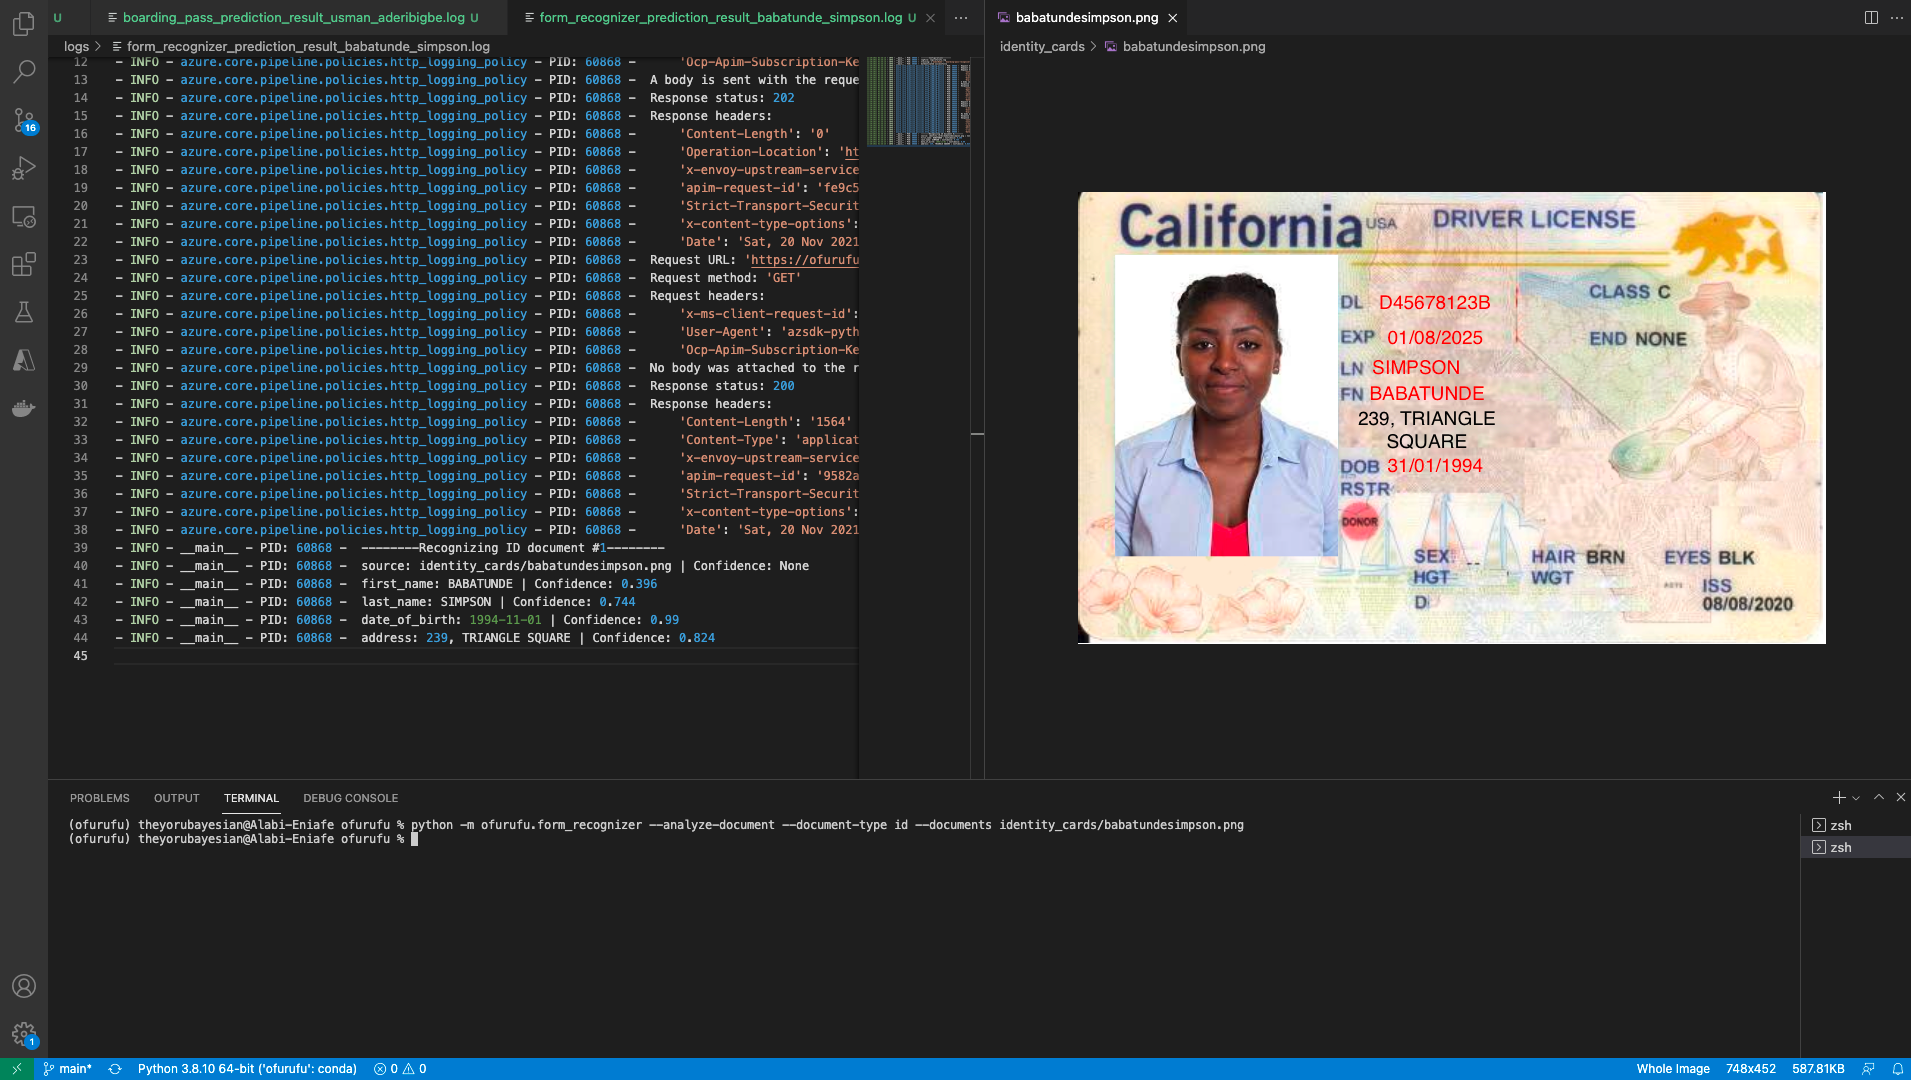 U
boarding_pass_prediction_result_usman_aderibigbe.log U
form_recognizer_prediction_result_babatunde_simpson.log U
babatundesimpson.png
logs > form_recognizer_prediction_result_babatunde_simpson.log
identity_cards > babatundesimpson.png
12 - INFO - azure.core.pipeline.policies.http_logging_policy - PID: 60868 - 'Ocp-Apim-Subscription-Ke
13 - INFO - azure.core.pipeline.policies.http_logging_policy - PID: 60868 - A body is sent with the reque
14 - INFO - azure.core.pipeline.policies.http_logging_policy - PID: 60868 - Response status: 202
15 - INFO - azure.core.pipeline.policies.http_logging_policy - PID: 60868 - Response headers:
16 - INFO - azure.core.pipeline.policies.http_logging_policy - PID: 60868 - 'Content-Length': '0'
17 - INFO - azure.core.pipeline.policies.http_logging_policy - PID: 60868 - 'Operation-Location': 'ht
18 - INFO - azure.core.pipeline.policies.http_logging_policy - PID: 60868 - 'x-envoy-upstream-service
19 - INFO - azure.core.pipeline.policies.http_logging_policy - PID: 60868 - 'apim-request-id': 'fe9c5
20 - INFO - azure.core.pipeline.policies.http_logging_policy - PID: 60868 - 'Strict-Transport-Securit
21 - INFO - azure.core.pipeline.policies.http_logging_policy - PID: 60868 - 'x-content-type-options':
22 - INFO - azure.core.pipeline.policies.http_logging_policy - PID: 60868 - 'Date': 'Sat, 20 Nov 2021
23 - INFO - azure.core.pipeline.policies.http_logging_policy - PID: 60868 - Request URL: 'https://ofurufu
24 - INFO - azure.core.pipeline.policies.http_logging_policy - PID: 60868 - Request method: 'GET'
25 - INFO - azure.core.pipeline.policies.http_logging_policy - PID: 60868 - Request headers:
26 - INFO - azure.core.pipeline.policies.http_logging_policy - PID: 60868 - 'x-ms-client-request-id':
27 - INFO - azure.core.pipeline.policies.http_logging_policy - PID: 60868 - 'User-Agent': 'azsdk-pyth
28 - INFO - azure.core.pipeline.policies.http_logging_policy - PID: 60868 - 'Ocp-Apim-Subscription-Ke
29 - INFO - azure.core.pipeline.policies.http_logging_policy - PID: 60868 - No body was attached to the r
30 - INFO - azure.core.pipeline.policies.http_logging_policy - PID: 60868 - Response status: 200
31 - INFO - azure.core.pipeline.policies.http_logging_policy - PID: 60868 - Response headers:
32 - INFO - azure.core.pipeline.policies.http_logging_policy - PID: 60868 - 'Content-Length': '1564'
33 - INFO - azure.core.pipeline.policies.http_logging_policy - PID: 60868 - 'Content-Type': 'applicat
34 - INFO - azure.core.pipeline.policies.http_logging_policy - PID: 60868 - 'x-envoy-upstream-service
35 - INFO - azure.core.pipeline.policies.http_logging_policy - PID: 60868 - 'apim-request-id': '9582a
36 - INFO - azure.core.pipeline.policies.http_logging_policy - PID: 60868 - 'Strict-Transport-Securit
37 - INFO - azure.core.pipeline.policies.http_logging_policy - PID: 60868 - 'x-content-type-options':
38 - INFO - azure.core.pipeline.policies.http_logging_policy - PID: 60868 - 'Date': 'Sat, 20 Nov 2021
39 - INFO - __main__ - PID: 60868 - --------Recognizing ID document #1--------
40 - INFO - __main__ - PID: 60868 - source: identity_cards/babatundesimpson.png | Confidence: None
41 - INFO - __main__ - PID: 60868 - first_name: BABATUNDE | Confidence: 0.396
42 - INFO - __main__ - PID: 60868 - last_name: SIMPSON | Confidence: 0.744
43 - INFO - __main__ - PID: 60868 - date_of_birth: 1994-11-01 | Confidence: 0.99
44 - INFO - __main__ - PID: 60868 - address: 239, TRIANGLE SQUARE | Confidence: 0.824
45
California USA DRIVER LICENSE
DL D45678123B
CLASS C
EXP 01/08/2025
END NONE
LN SIMPSON
FN BABATUNDE
239, TRIANGLE
SQUARE
DOB 31/01/1994
RSTR
DONOR
SEX HAIR BRN EYES BLK
HGT WGT
ISS
08/08/2020
16
PROBLEMS OUTPUT TERMINAL DEBUG CONSOLE
(ofurufu) theyorubayesian@Alabi-Eniafe ofurufu % python -m ofurufu.form_recognizer --analyze-document --document-type id --documents identity_cards/babatundesimpson.png
(ofurufu) theyorubayesian@Alabi-Eniafe ofurufu %
zsh
zsh
1
main* Python 3.8.10 64-bit ('ofurufu': conda) 0 0
Whole Image 748x452 587.81KB